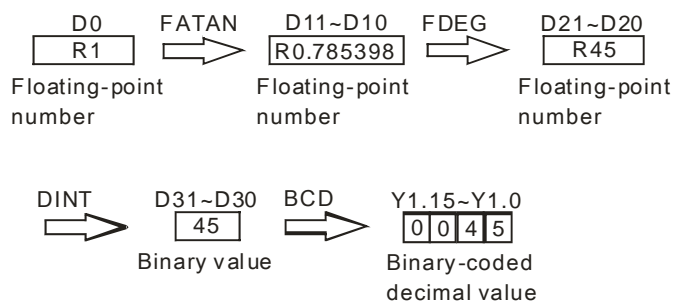 D0 FATAN D11~D10 FDEG D21~D20
R1 R0.785398 R45
Floating-point Floating-point Floating-point
number number number
DINT D31~D30 BCD Y1.15~Y1.0
45 0 0 4 5
Binary value Binary-coded
decimal value